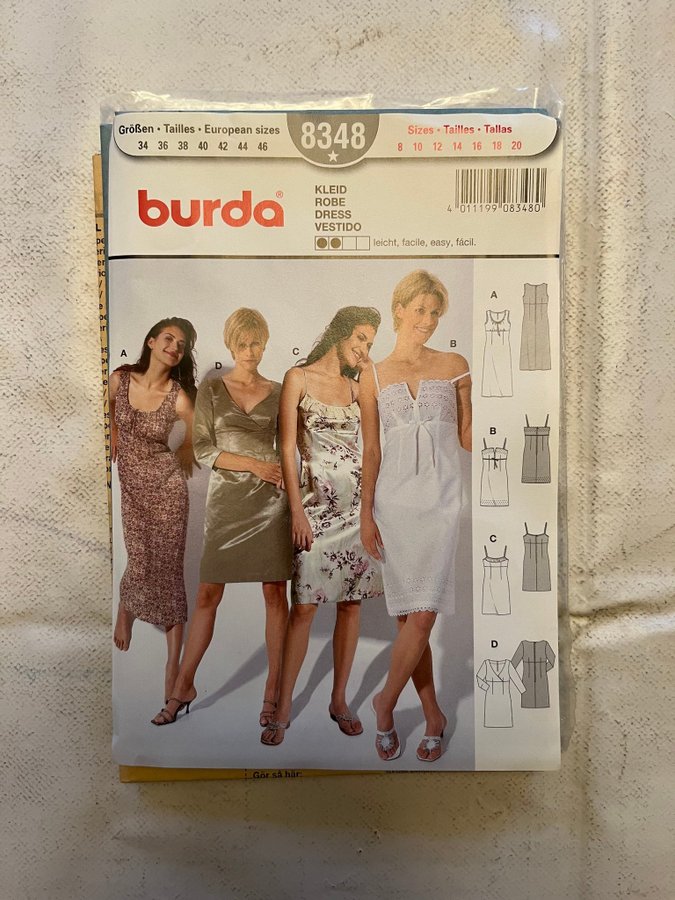 Größen • Tailles • European sizes
34 36 38 40 42 44 46
8348
Sizes • Tailles • Tallas
8 10 12 14 16 18 20
burda®
KLEID
ROBE
DRESS
VESTIDO
leicht, facile, easy, fácil.
4 011199 083480
A
D
C
B
A
B
C
D
Gör så här: